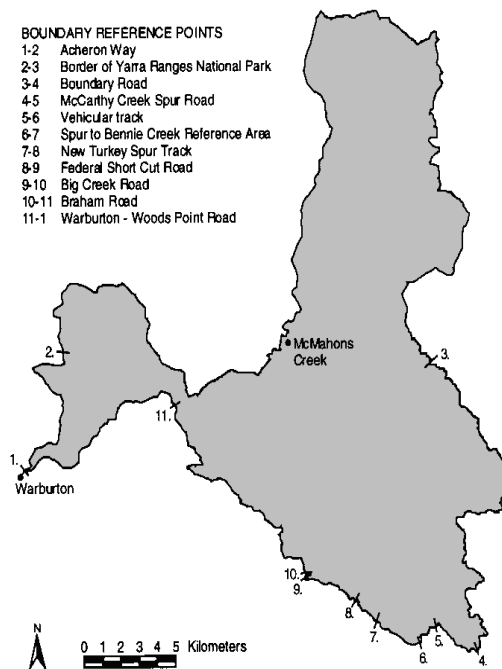 BOUNDARY REFERENCE POINTS
1-2 Acheron Way
2-3 Border of Yarra Ranges National Park
3-4 Boundary Road
4-5 McCarthy Creek Spur Road
5-6 Vehicular track
6-7 Spur to Bennie Creek Reference Area
7-8 New Turkey Spur Track
8-9 Federal Short Cut Road
9-10 Big Creek Road
10-11 Braham Road
11-1 Warburton - Woods Point Road
2.
McMahons
Creek
3.
11.
1.
Warburton
10.
9.
8.
7.
6.
5.
4.
N
0 1 2 3 4 5 Kilometers